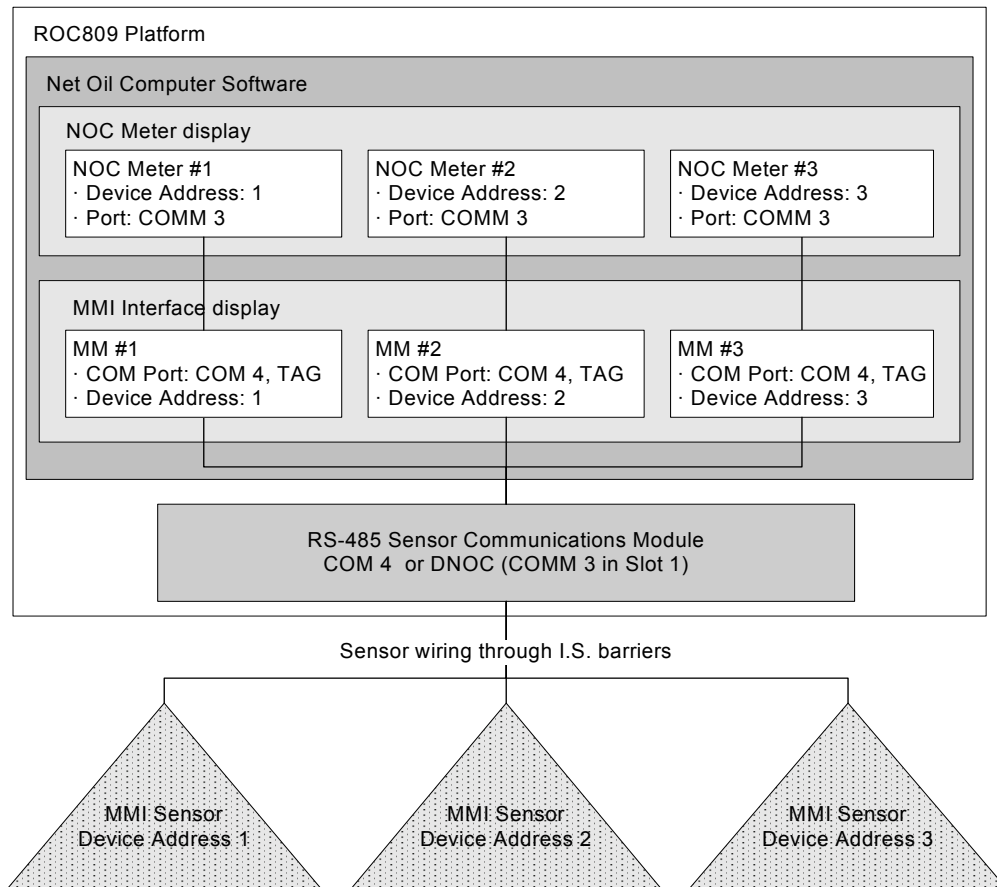 ROC809 Platform
Net Oil Computer Software
NOC Meter display
NOC Meter #1
· Device Address: 1
· Port: COMM 3
NOC Meter #2
· Device Address: 2
· Port: COMM 3
NOC Meter #3
· Device Address: 3
· Port: COMM 3
MMI Interface display
MM #1
· COM Port: COM 4, TAG
· Device Address: 1
MM #2
· COM Port: COM 4, TAG
· Device Address: 2
MM #3
· COM Port: COM 4, TAG
· Device Address: 3
RS-485 Sensor Communications Module
COM 4 or DNOC (COMM 3 in Slot 1)
Sensor wiring through I.S. barriers
MMI Sensor
Device Address 1
MMI Sensor
Device Address 2
MMI Sensor
Device Address 3